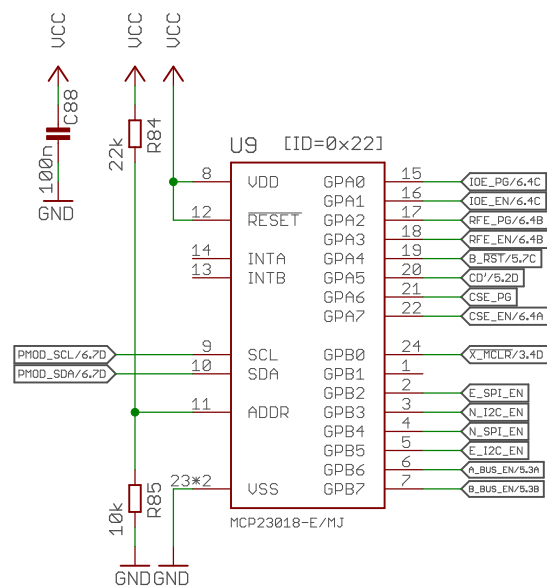 VCC
VCC
VCC
C88
100n
GND
22k
R84
U9 [ID=0x22]
8 VDD GPA0 15 IOE_PG/6.4C
GPA1 16 IOE_EN/6.4C
12 RESET GPA2 17 RFE_PG/6.4B
GPA3 18 RFE_EN/6.4B
14 INTA GPA4 19 B_RST/5.7C
13 INTB GPA5 20 CD'/5.2D
GPA6 21 CSE_PG
GPA7 22 CSE_EN/6.4A
PMOD_SCL/6.7D 9 SCL GPB0 24 X_MCLR/3.4D
PMOD_SDA/6.7D 10 SDA GPB1 1
GPB2 2 E_SPI_EN
11 ADDR GPB3 3 N_I2C_EN
GPB4 4 N_SPI_EN
GPB5 5 E_I2C_EN
GPB6 6 A_BUS_EN/5.3A
23*2 VSS GPB7 7 B_BUS_EN/5.3B
10k
R85
MCP23018-E/MJ
GND GND